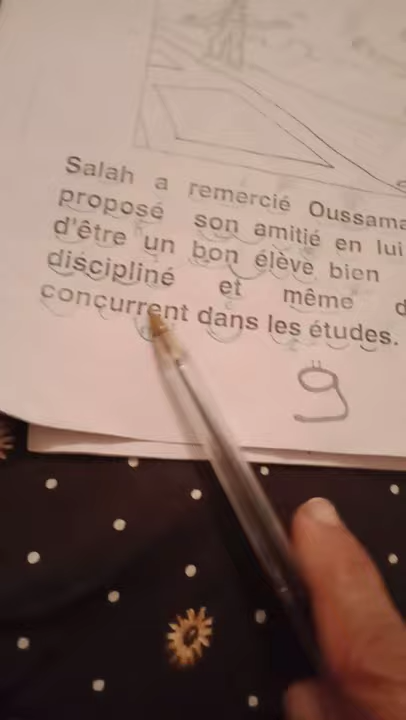 Salah a remercié Oussama
proposé son amitié en lui
d'être un bon élève bien
discipliné et même d
concurrent dans les études.
9